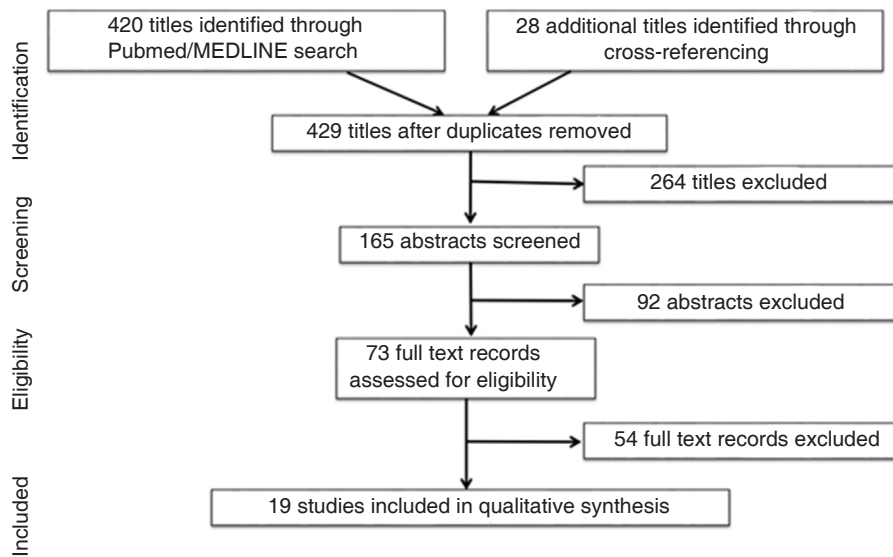 420 titles identified through
Pubmed/MEDLINE search
28 additional titles identified through
cross-referencing
Identification
429 titles after duplicates removed
264 titles excluded
Screening
165 abstracts screened
92 abstracts excluded
Eligibility
73 full text records
assessed for eligibility
54 full text records excluded
Included
19 studies included in qualitative synthesis